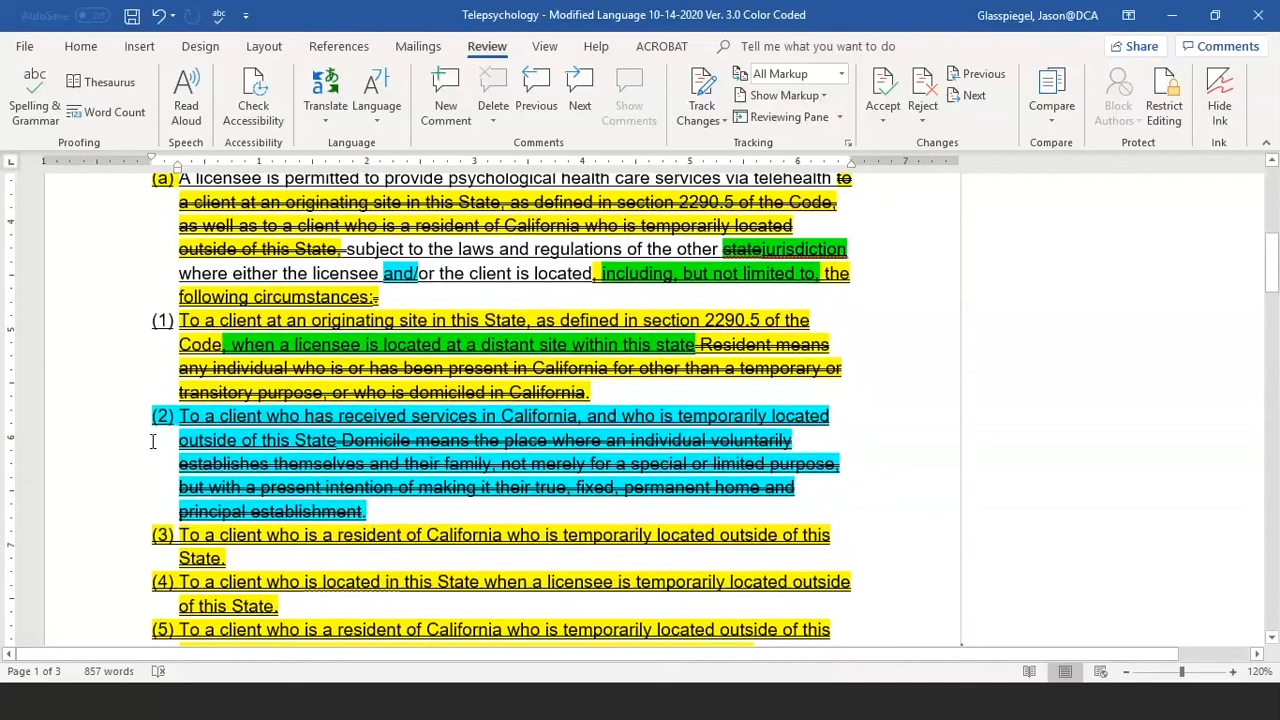 AutoSave Off
Telepsychology - Modified Language 10-14-2020 Ver. 3.0 Color Coded
Glasspiegel, Jason@DCA
File Home Insert Design Layout References Mailings Review View Help ACROBAT Tell me what you want to do Share Comments
abc
Spelling & Grammar
Thesaurus
123 Word Count
Proofing
Read Aloud
Speech
Check Accessibility
Accessibility
Translate
Language
Language
New Comment
Delete
Previous
Next
Show Comments
Comments
Track Changes
All Markup
Show Markup
Reviewing Pane
Tracking
Accept
Reject
Previous
Next
Changes
Compare
Compare
Block Authors
Restrict Editing
Protect
Hide Ink
Ink
1 1 2 3 4 5 6 7
4
5
6
7
(a) A licensee is permitted to provide psychological health care services via telehealth to
a client at an originating site in this State, as defined in section 2290.5 of the Code,
as well as to a client who is a resident of California who is temporarily located
outside of this State, subject to the laws and regulations of the other statejurisdiction
where either the licensee and/or the client is located, including, but not limited to, the
following circumstances:.
(1) To a client at an originating site in this State, as defined in section 2290.5 of the
Code, when a licensee is located at a distant site within this state Resident means
any individual who is or has been present in California for other than a temporary or
transitory purpose, or who is domiciled in California.
(2) To a client who has received services in California, and who is temporarily located
outside of this State Domicile means the place where an individual voluntarily
establishes themselves and their family, not merely for a special or limited purpose,
but with a present intention of making it their true, fixed, permanent home and
principal establishment.
(3) To a client who is a resident of California who is temporarily located outside of this
State.
(4) To a client who is located in this State when a licensee is temporarily located outside
of this State.
(5) To a client who is a resident of California who is temporarily located outside of this
Page 1 of 3 857 words
120%